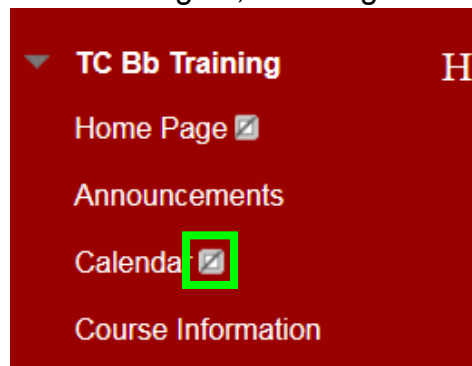 TC Bb Training
H
Home Page
Announcements
Calendar
Course Information